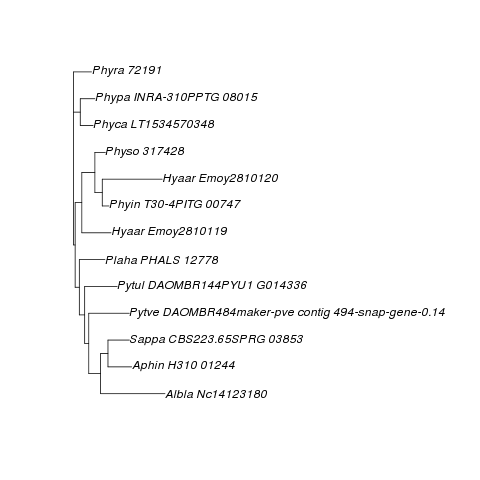 Phyra 72191
Phypa INRA-310PPTG 08015
Phyca LT1534570348
Physo 317428
Hyaar Emoy2810120
Phyin T30-4PITG 00747
Hyaar Emoy2810119
Plaha PHALS 12778
Pytul DAOMBR144PYU1 G014336
Pytve DAOMBR484maker-pve contig 494-snap-gene-0.14
Sappa CBS223.65SPRG 03853
Aphin H310 01244
Albla Nc14123180